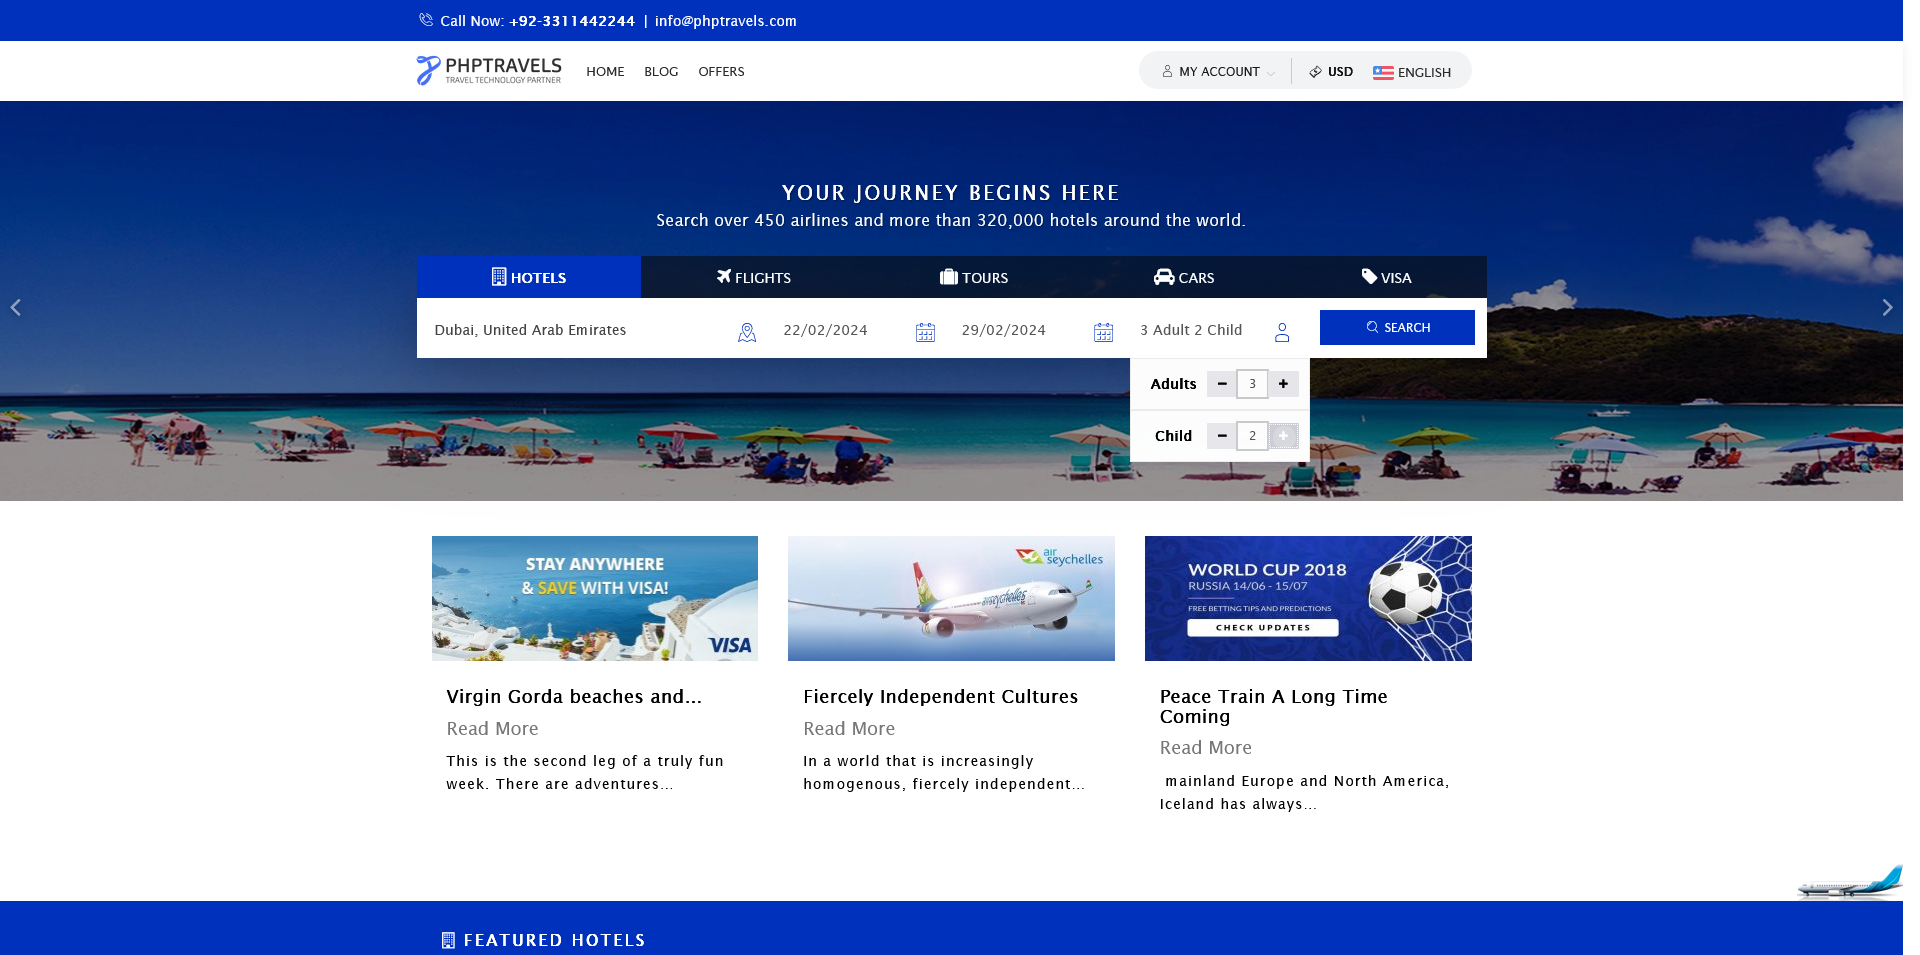 Call Now: +92-3311442244 | info@phptravels.com
PHPTRAVELS
TRAVEL TECHNOLOGY PARTNER
HOME BLOG OFFERS
MY ACCOUNT USD ENGLISH
YOUR JOURNEY BEGINS HERE
Search over 450 airlines and more than 320,000 hotels around the world.
HOTELS FLIGHTS TOURS CARS VISA
Dubai, United Arab Emirates 22/02/2024 29/02/2024 3 Adult 2 Child SEARCH
Adults - 3 +
Child - 2 +
STAY ANYWHERE
& SAVE WITH VISA!
VISA
air
seychelles
airseychelles
WORLD CUP 2018
RUSSIA 14/06 - 15/07
FREE BETTING TIPS AND PREDICTIONS
CHECK UPDATES
Virgin Gorda beaches and...
Read More
This is the second leg of a truly fun
week. There are adventures...
Fiercely Independent Cultures
Read More
In a world that is increasingly
homogenous, fiercely independent...
Peace Train A Long Time
Coming
Read More
mainland Europe and North America,
Iceland has always...
FEATURED HOTELS